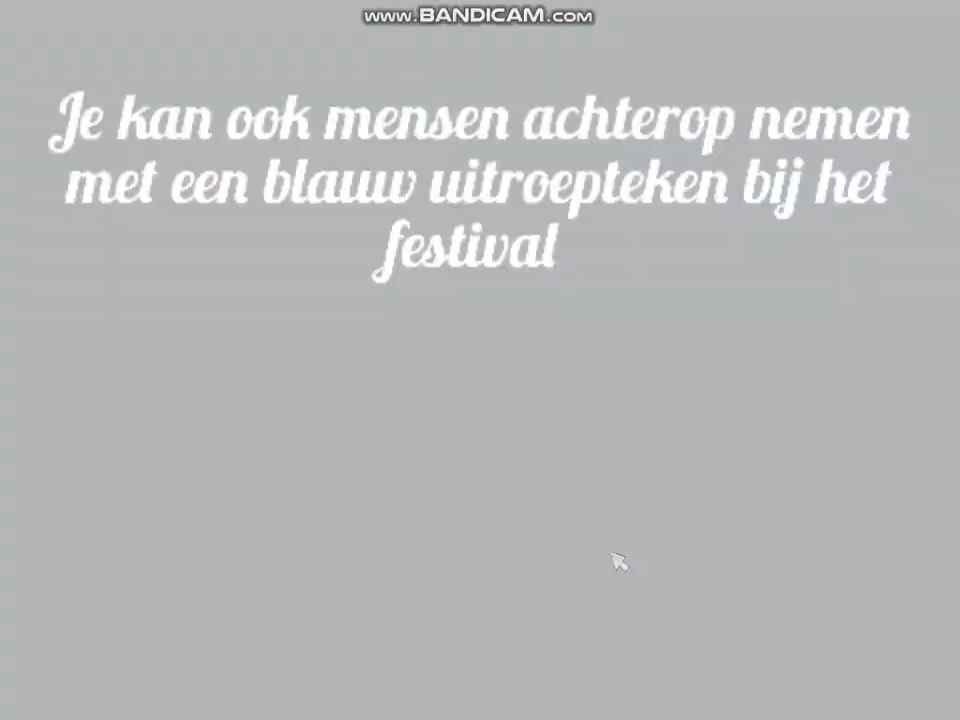 www.BANDICAM.com
Je kan ook mensen achterop nemen
met een blauw uitroepteken bij het
festival